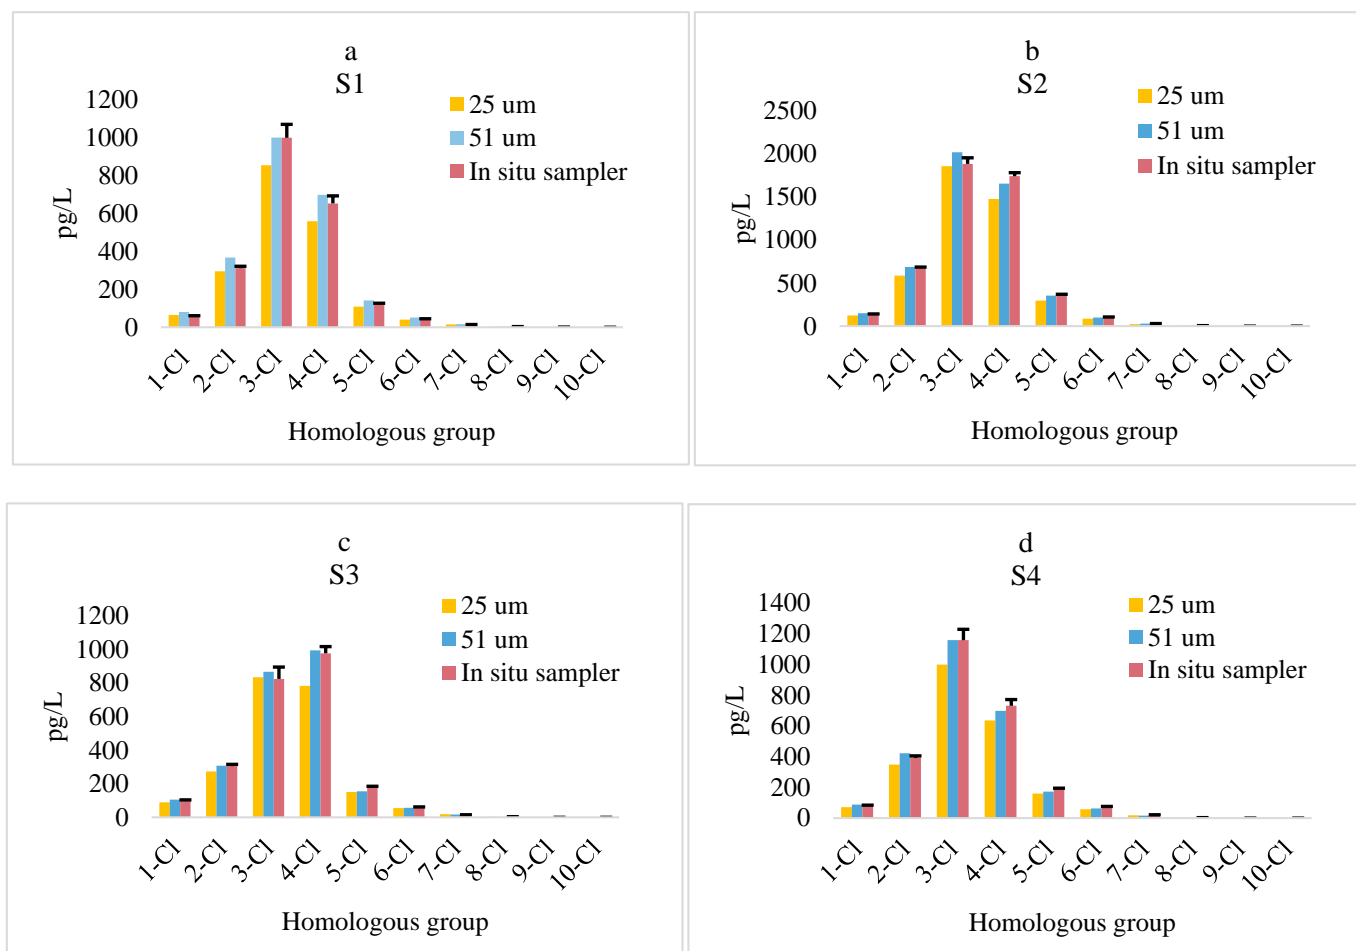 a
S1
25 um
51 um
In situ sampler
1200
1000
800
600
400
200
0
pg/L
1-Cl
2-Cl
3-Cl
4-Cl
5-Cl
6-Cl
7-Cl
8-Cl
9-Cl
10-Cl
Homologous group
b
S2
25 um
51 um
In situ sampler
2500
2000
1500
1000
500
0
pg/L
1-Cl
2-Cl
3-Cl
4-Cl
5-Cl
6-Cl
7-Cl
8-Cl
9-Cl
10-Cl
Homologous group
c
S3
25 um
51 um
In situ sampler
1200
1000
800
600
400
200
0
pg/L
1-Cl
2-Cl
3-Cl
4-Cl
5-Cl
6-Cl
7-Cl
8-Cl
9-Cl
10-Cl
Homologous group
d
S4
25 um
51 um
In situ sampler
1400
1200
1000
800
600
400
200
0
pg/L
1-Cl
2-Cl
3-Cl
4-Cl
5-Cl
6-Cl
7-Cl
8-Cl
9-Cl
10-Cl
Homologous group